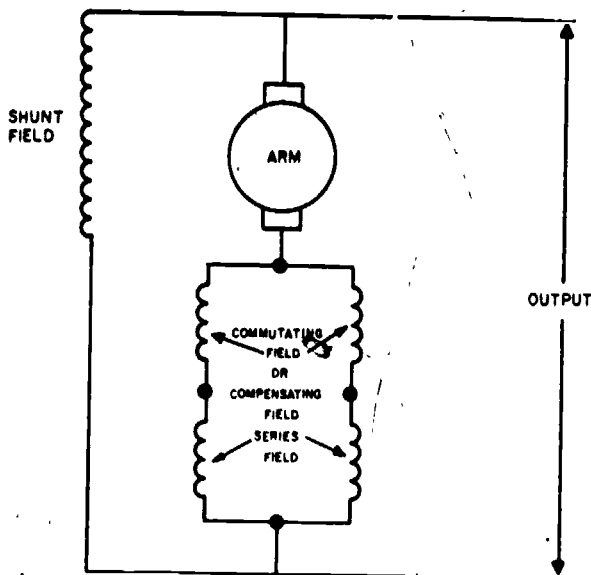 SHUNT
FIELD
ARM
OUTPUT
COMMUTATING
FIELD
OR
COMPENSATING
FIELD
SERIES
FIELD